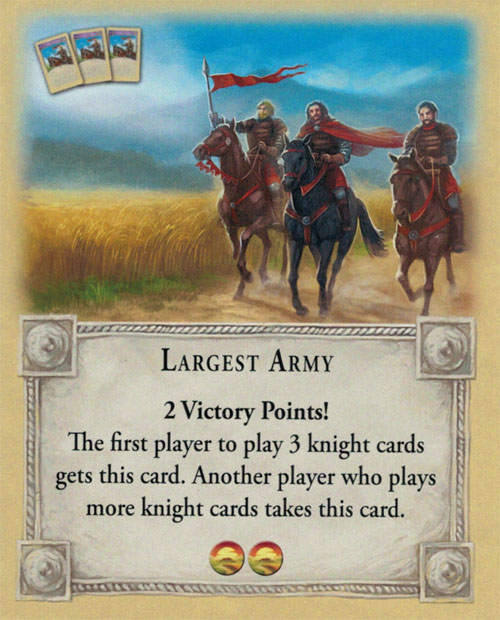 Largest Army
2 Victory Points!
The first player to play 3 knight cards
gets this card. Another player who plays
more knight cards takes this card.